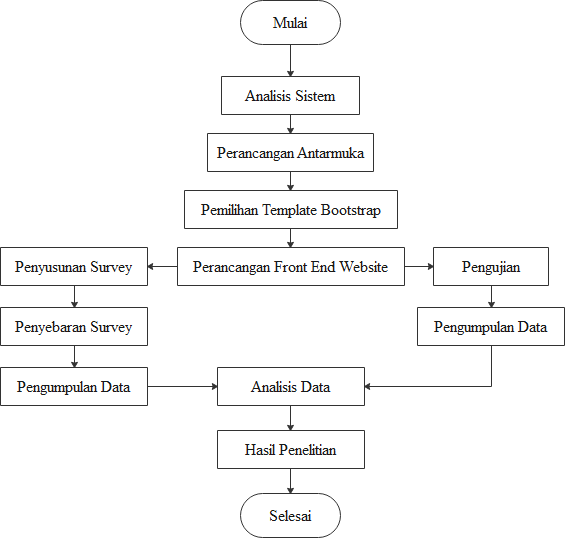 Mulai
Analisis Sistem
Perancangan Antarmuka
Pemilihan Template Bootstrap
Penyusunan Survey
Perancangan Front End Website
Pengujian
Penyebaran Survey
Pengumpulan Data
Pengumpulan Data
Analisis Data
Hasil Penelitian
Selesai